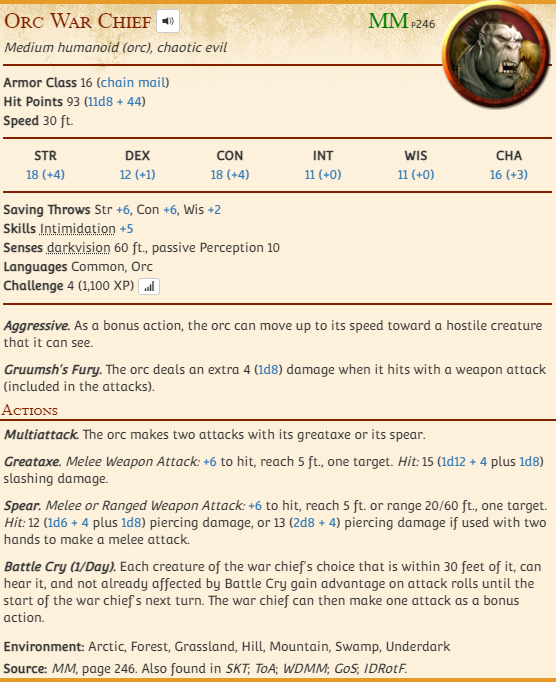 Orc War Chief MM P246
Medium humanoid (orc), chaotic evil
Armor Class 16 (chain mail)
Hit Points 93 (11d8 + 44)
Speed 30 ft.
STR DEX CON INT WIS CHA
18 (+4) 12 (+1) 18 (+4) 11 (+0) 11 (+0) 16 (+3)
Saving Throws Str +6, Con +6, Wis +2
Skills Intimidation +5
Senses darkvision 60 ft., passive Perception 10
Languages Common, Orc
Challenge 4 (1,100 XP)
Aggressive. As a bonus action, the orc can move up to its speed toward a hostile creature
that it can see.
Gruumsh's Fury. The orc deals an extra 4 (1d8) damage when it hits with a weapon attack
(included in the attacks).
Actions
Multiattack. The orc makes two attacks with its greataxe or its spear.
Greataxe. Melee Weapon Attack: +6 to hit, reach 5 ft., one target. Hit: 15 (1d12 + 4 plus 1d8)
slashing damage.
Spear. Melee or Ranged Weapon Attack: +6 to hit, reach 5 ft. or range 20/60 ft., one target.
Hit: 12 (1d6 + 4 plus 1d8) piercing damage, or 13 (2d8 + 4) piercing damage if used with two
hands to make a melee attack.
Battle Cry (1/Day). Each creature of the war chief's choice that is within 30 feet of it, can
hear it, and not already affected by Battle Cry gain advantage on attack rolls until the
start of the war chief's next turn. The war chief can then make one attack as a bonus
action.
Environment: Arctic, Forest, Grassland, Hill, Mountain, Swamp, Underdark
Source: MM, page 246. Also found in SKT; ToA; WDMM; GoS; IDRotF.